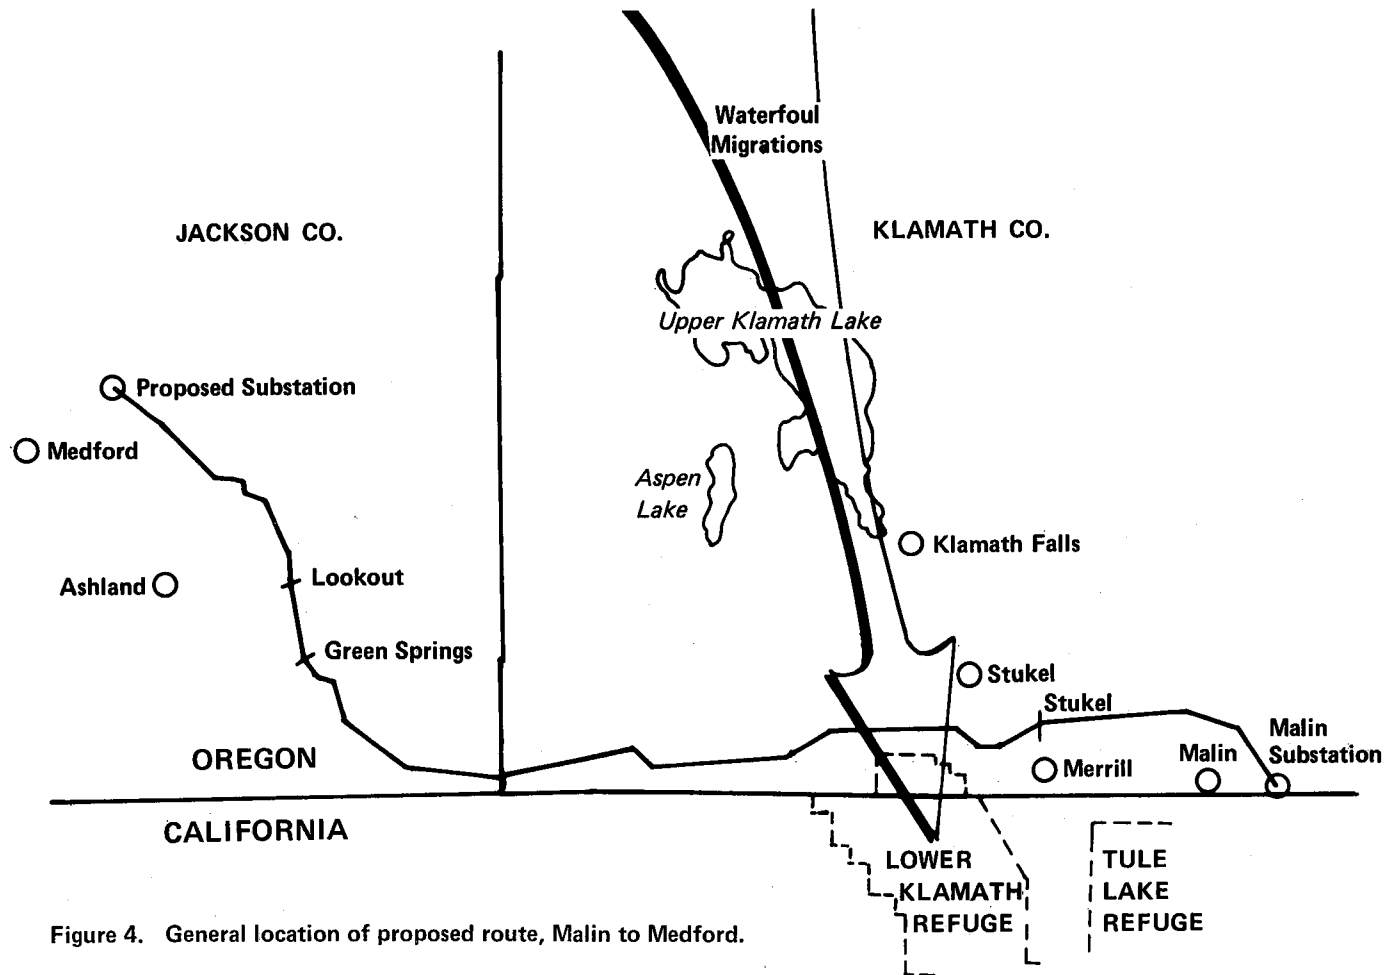 Waterfoul
Migrations
JACKSON CO.
KLAMATH CO.
Upper Klamath Lake
Proposed Substation
Medford
Aspen
Lake
Klamath Falls
Lookout
Ashland
Green Springs
Stukel
Stukel
Malin
Substation
OREGON
Merrill
Malin
CALIFORNIA
LOWER
KLAMATH
REFUGE
TULE
LAKE
REFUGE
Figure 4. General location of proposed route, Malin to Medford.